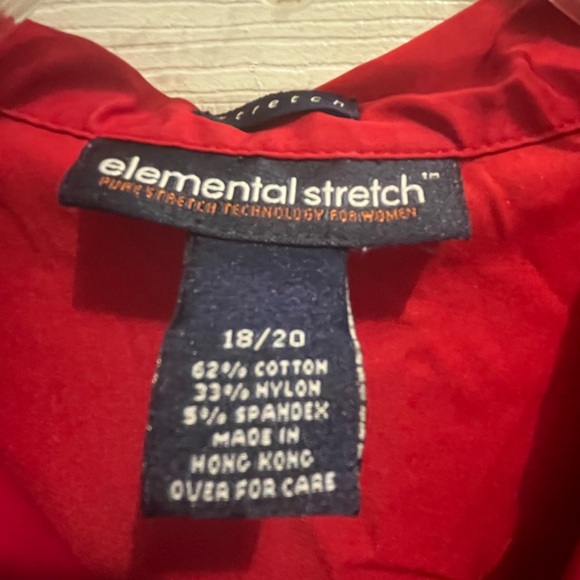 stretch
elemental stretch™
PURE STRETCH TECHNOLOGY FOR WOMEN
18/20
62% COTTON
33% NYLON
5% SPANDEX
MADE IN
HONG KONG
OVER FOR CARE